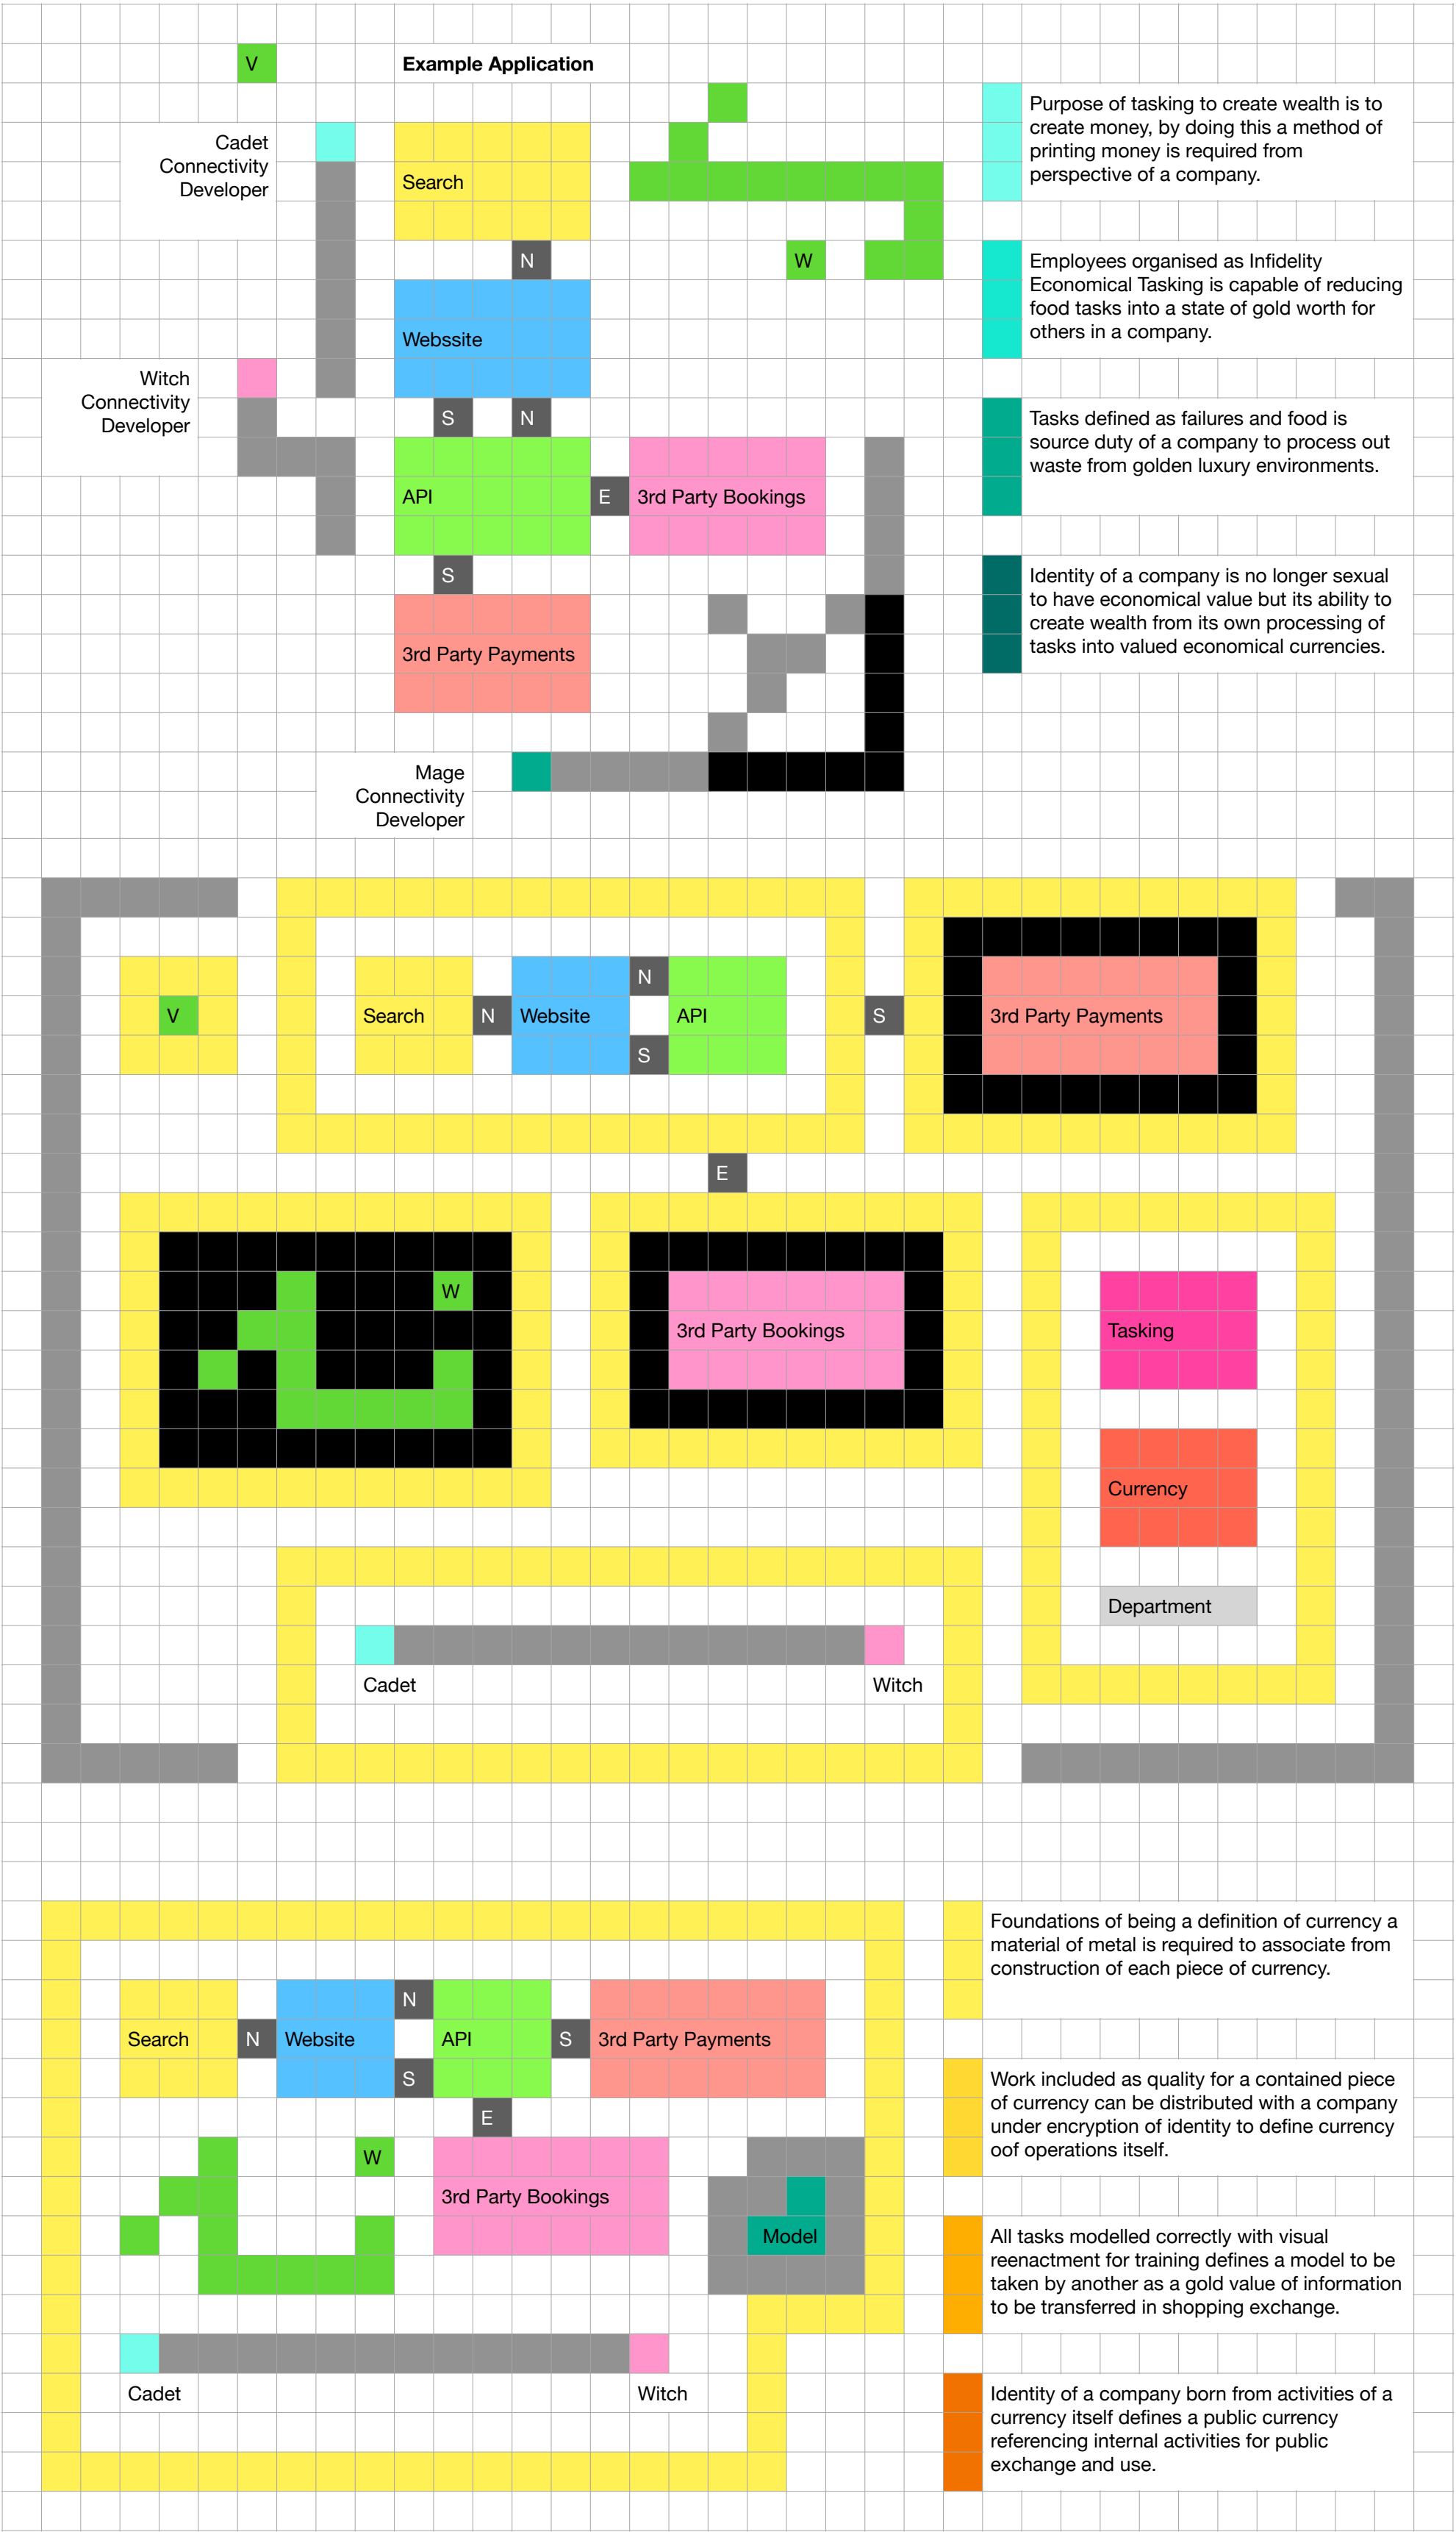 V
Example Application
Purpose of tasking to create wealth is to
create money, by doing this a method of
printing money is required from
perspective of a company.
Cadet
Connectivity
Developer
Search
N
W
Employees organised as Infidelity
Economical Tasking is capable of reducing
food tasks into a state of gold worth for
others in a company.
Webssite
Witch
Connectivity
Developer
S
N
Tasks defined as failures and food is
source duty of a company to process out
waste from golden luxury environments.
API
E
3rd Party Bookings
S
Identity of a company is no longer sexual
to have economical value but its ability to
create wealth from its own processing of
tasks into valued economical currencies.
3rd Party Payments
Mage
Connectivity
Developer
N
V
Search
N
Website
API
S
3rd Party Payments
S
E
W
3rd Party Bookings
Tasking
Currency
Department
Cadet
Witch
Foundations of being a definition of currency a
material of metal is required to associate from
construction of each piece of currency.
N
Search
N
Website
API
S
3rd Party Payments
S
Work included as quality for a contained piece
of currency can be distributed with a company
under encryption of identity to define currency
oof operations itself.
E
W
3rd Party Bookings
Model
All tasks modelled correctly with visual
reenactment for training defines a model to be
taken by another as a gold value of information
to be transferred in shopping exchange.
Cadet
Witch
Identity of a company born from activities of a
currency itself defines a public currency
referencing internal activities for public
exchange and use.